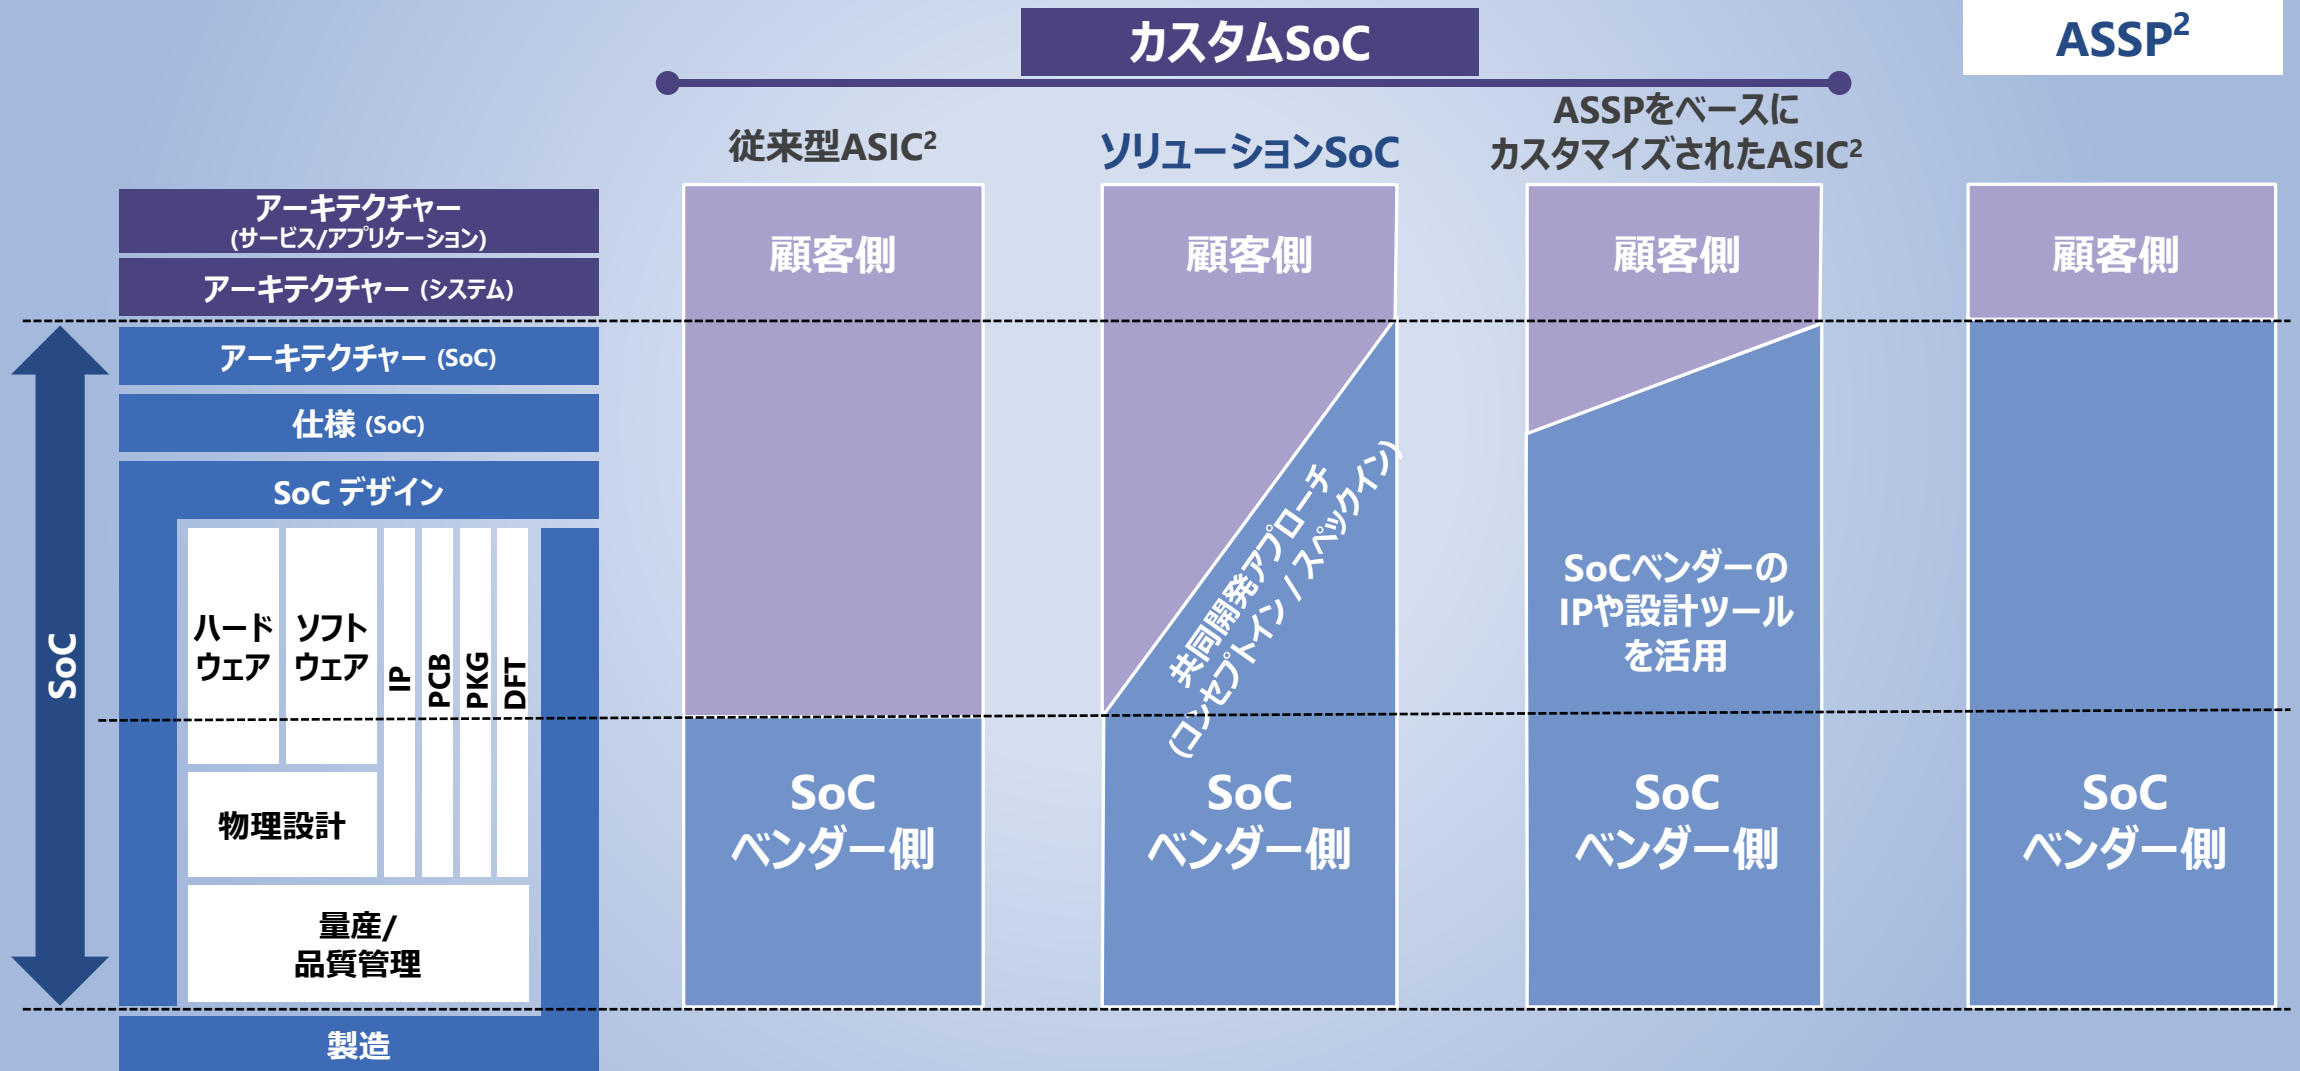 カスタムSoC
ASSP2
従来型ASIC2
ソリューションSoC
ASSPをベースに
カスタマイズされたASIC2
アーキテクチャー
(サービス/アプリケーション)
アーキテクチャー (システム)
アーキテクチャー (SoC)
仕様 (SoC)
SoC デザイン
ハード
ウェア
ソフト
ウェア
IP
PCB
PKG
DFT
物理設計
量産/
品質管理
製造
SoC
顧客側
SoC
ベンダー側
顧客側
共同開発アプローチ
(コンセプトイン / スペックイン)
SoC
ベンダー側
顧客側
SoCベンダーの
IPや設計ツール
を活用
SoC
ベンダー側
顧客側
SoC
ベンダー側